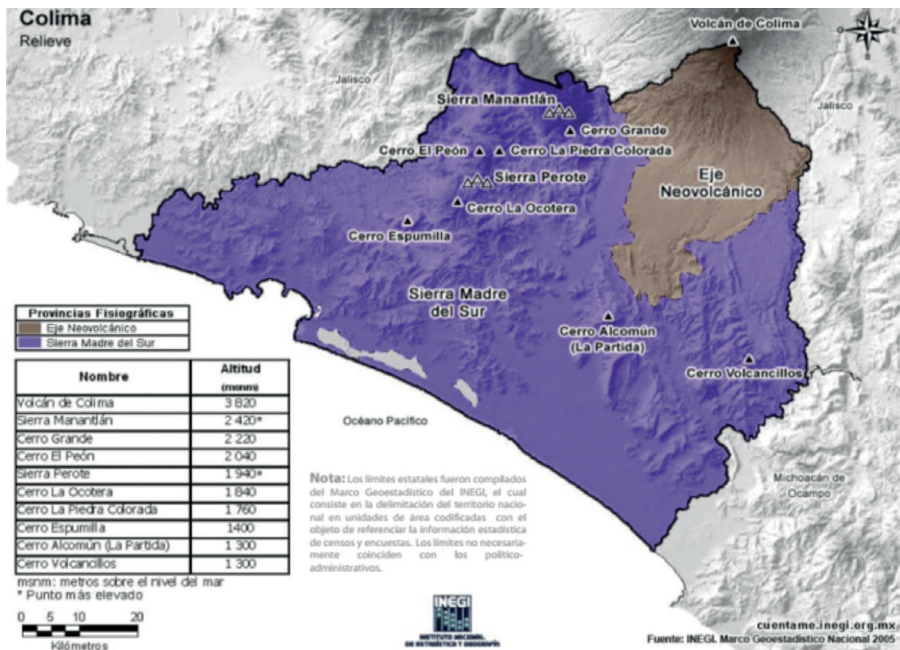 Colima
Relieve
Volcán de Colima
O
E
S
Jalisco
Jalisco
Sierra Manantlán
Cerro Grande
Cerro El Peón
Cerro La Piedra Colorada
Sierra Perote
Eje
Neovolcánico
Cerro La Ocotera
Cerro Espumilla
Sierra Madre
del Sur
Cerro Alcomún
(La Partida)
Cerro Volcancillos
Océano Pacífico
Michoacán
de Ocampo
Provincias Fisiográficas
Eje Neovolcánico
Sierra Madre del Sur
Nombre Altitud
(msnm)
Volcán de Colima 3 820
Sierra Manantlán 2 420*
Cerro Grande 2 220
Cerro El Peón 2 040
Sierra Perote 1 940*
Cerro La Ocotera 1 840
Cerro La Piedra Colorada 1 760
Cerro Espumilla 1400
Cerro Alcomún (La Partida) 1 300
Cerro Volcancillos 1 300
msnm: metros sobre el nivel del mar
* Punto más elevado
0 5 10 20
Kilómetros
Nota: Los límites estatales fueron compilados
del Marco Geoestadístico del INEGI, el cual
consiste en la delimitación del territorio nacio-
nal en unidades de área codificadas con el
objeto de referenciar la información estadística
de censos y encuestas. Los límites no necesaria-
mente coinciden con los político-
administrativos.
INEGI
INSTITUTO NACIONAL
DE ESTADÍSTICA Y GEOGRAFÍA
cuentame.inegi.org.mx
Fuente: INEGI. Marco Geoestadístico Nacional 2005